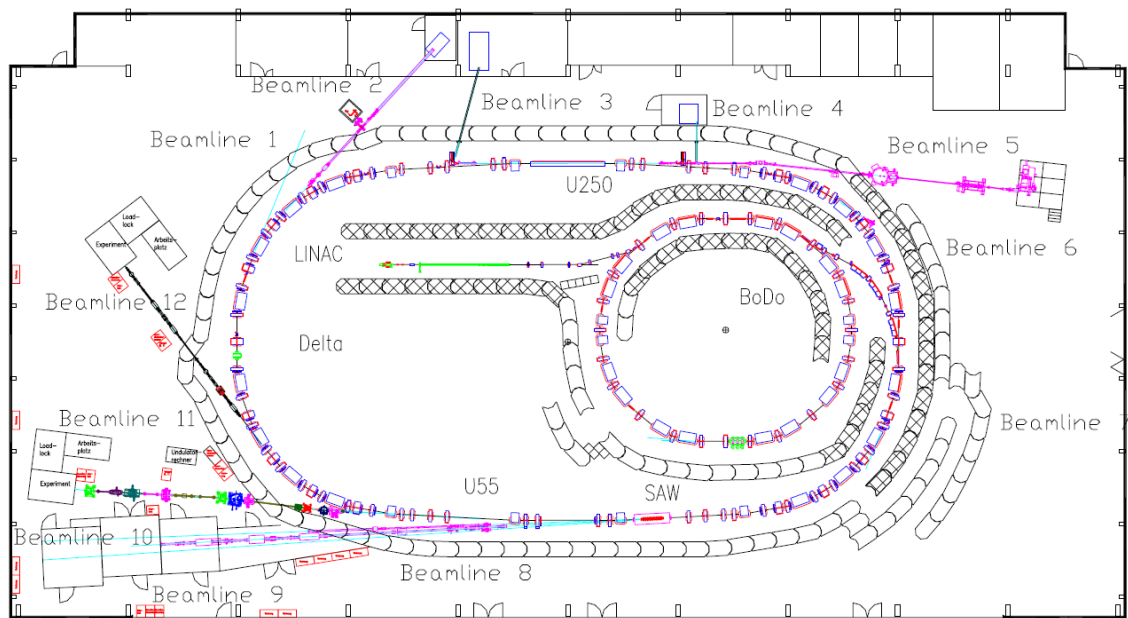 Beamline 2
Beamline 3
Beamline 4
Beamline 1
Beamline 5
U250
Load-
lock
Experiment
Arbeits-
platz
LINAC
Beamline 6
Beamline 12
BoDo
Delta
Beamline 11
Beamline 7
Load-
lock
Arbeits-
platz
Undulator-
rechner
Experiment
U55
SAW
Beamline 10
Beamline 8
Beamline 9